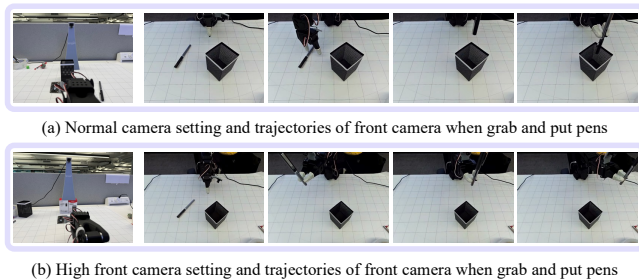 (a) Normal camera setting and trajectories of front camera when grab and put pens
(b) High front camera setting and trajectories of front camera when grab and put pens